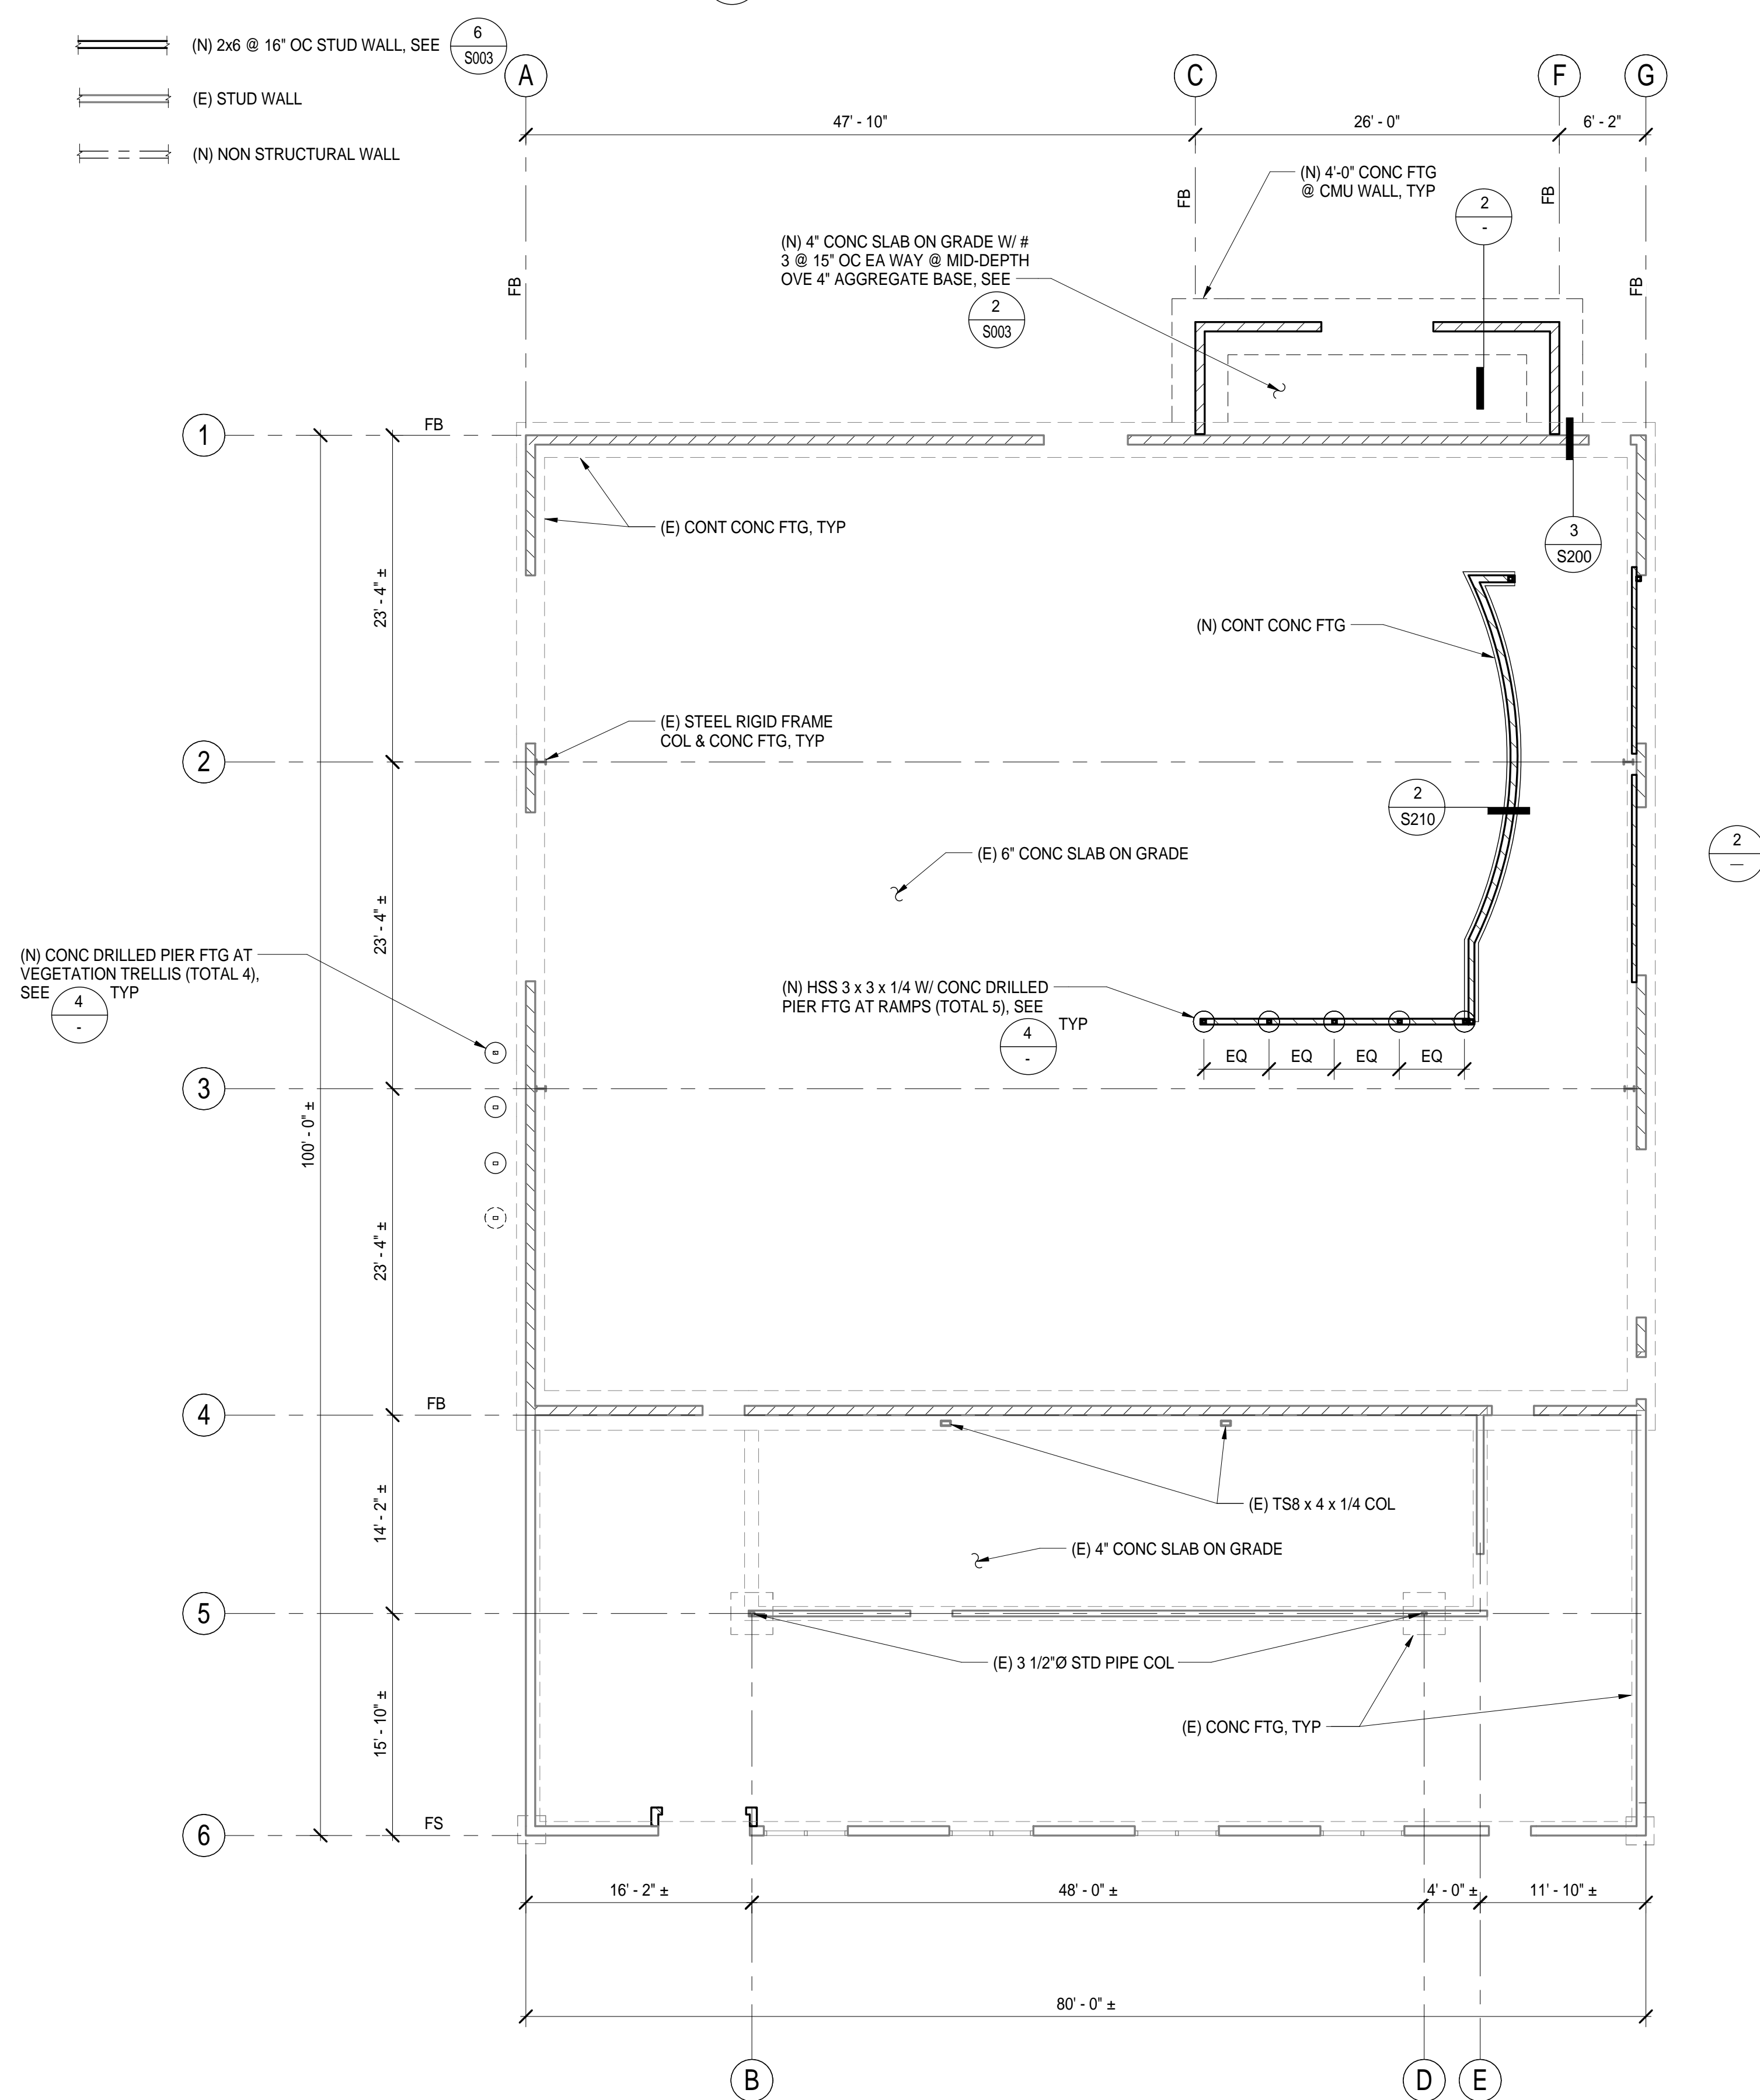 (N) 2x6 @ 16" OC STUD WALL, SEE
6
S003
(E) STUD WALL
(N) NON STRUCTURAL WALL
A
C
F
G
47' - 10"
26' - 0"
6' - 2"
FB
FB
FB
FB
(N) 4'-0" CONC FTG
@ CMU WALL, TYP
2
-
(N) 4" CONC SLAB ON GRADE W/ #
3 @ 15" OC EA WAY @ MID-DEPTH
OVE 4" AGGREGATE BASE, SEE
2
S003
1
FB
(E) CONT CONC FTG, TYP
3
S200
23' - 4" ±
(N) CONT CONC FTG
(E) STEEL RIGID FRAME
COL & CONC FTG, TYP
2
2
S210
2
—
(E) 6" CONC SLAB ON GRADE
23' - 4" ±
(N) CONC DRILLED PIER FTG AT
VEGETATION TRELLIS (TOTAL 4),
SEE
4
-
TYP
(N) HSS 3 x 3 x 1/4 W/ CONC DRILLED
PIER FTG AT RAMPS (TOTAL 5), SEE
4
-
TYP
EQ
EQ
EQ
EQ
3
100' - 0" ±
23' - 4" ±
4
FB
(E) TS8 x 4 x 1/4 COL
14' - 2" ±
(E) 4" CONC SLAB ON GRADE
5
(E) 3 1/2"Ø STD PIPE COL
15' - 10" ±
(E) CONC FTG, TYP
6
FS
16' - 2" ±
48' - 0" ±
4' - 0" ±
11' - 10" ±
80' - 0" ±
B
D
E